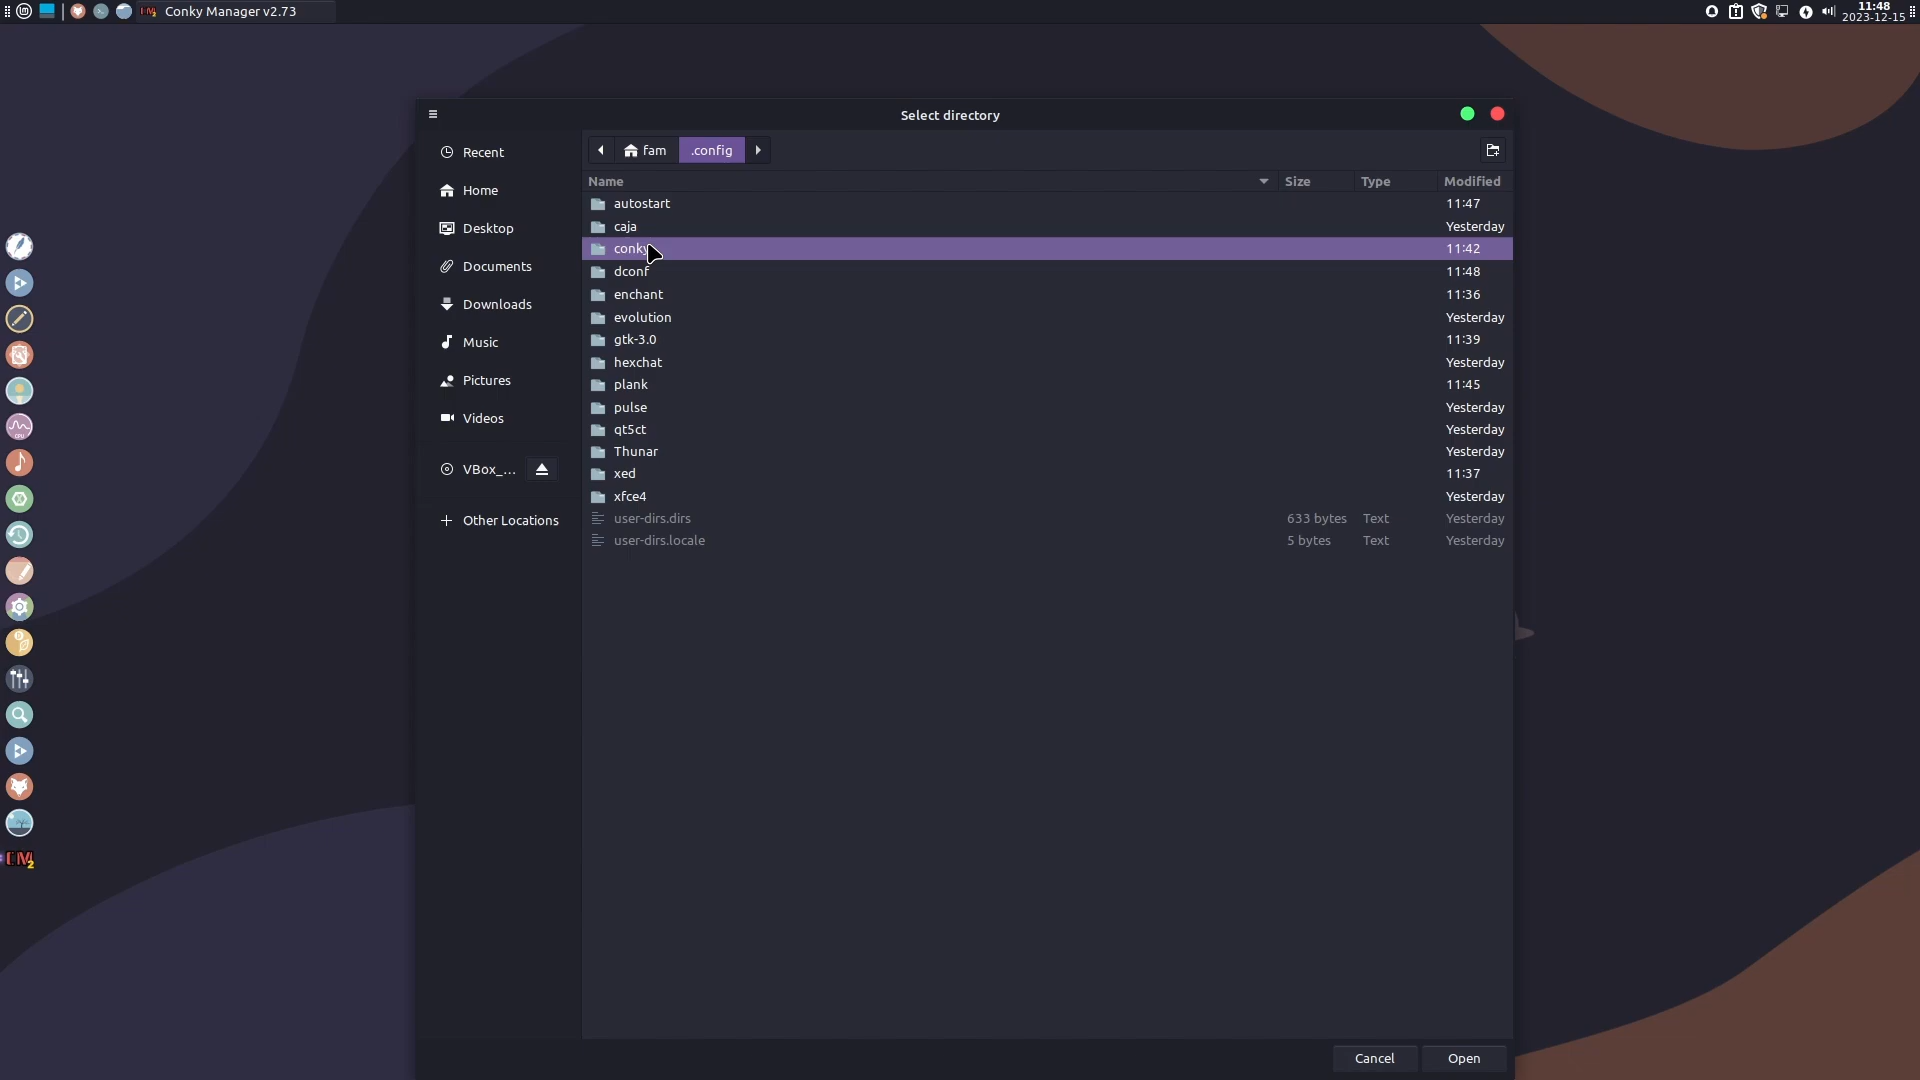 Conky Manager v2.73
11:48
2023-12-15
Select directory
fam
.config
Recent
Home
Desktop
Documents
Downloads
Music
Pictures
Videos
VBox_...
Other Locations
Name Size Type Modified
autostart 11:47
caja Yesterday
conky 11:42
dconf 11:48
enchant 11:36
evolution Yesterday
gtk-3.0 11:39
hexchat Yesterday
plank 11:45
pulse Yesterday
qt5ct Yesterday
Thunar Yesterday
xed 11:37
xfce4 Yesterday
user-dirs.dirs 633 bytes Text Yesterday
user-dirs.locale 5 bytes Text Yesterday
Cancel
Open